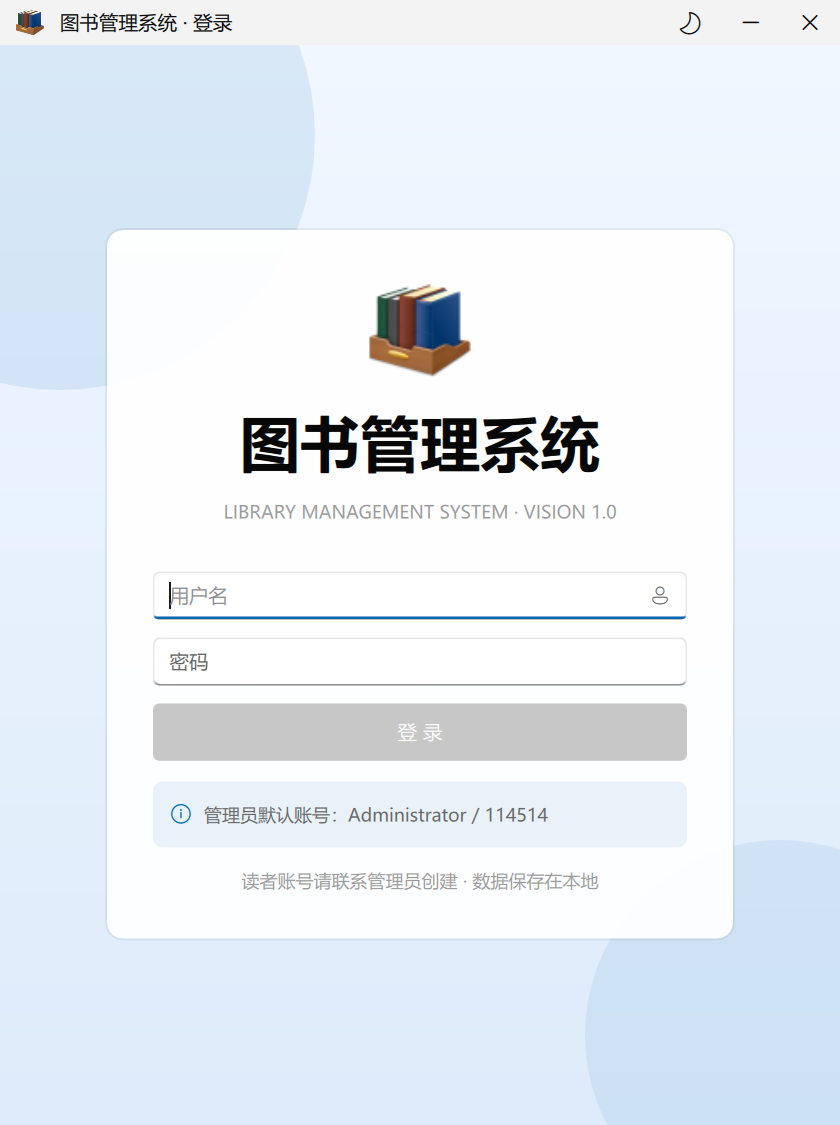 图书管理系统 · 登录
图书管理系统
LIBRARY MANAGEMENT SYSTEM · VISION 1.0
用户名
密码
登 录
管理员默认账号：Administrator / 114514
读者账号请联系管理员创建 · 数据保存在本地